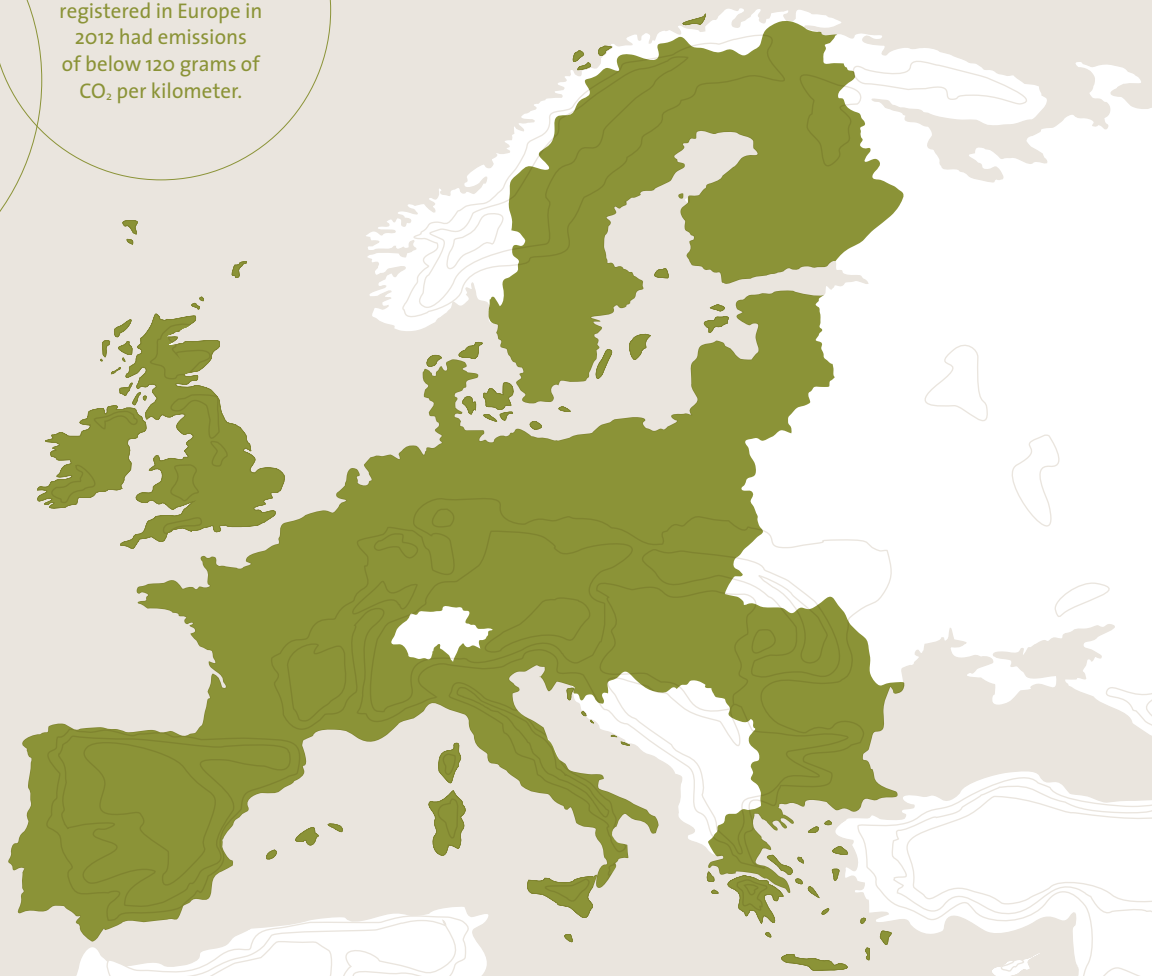 registered in Europe in
2012 had emissions
of below 120 grams of
CO₂ per kilometer.